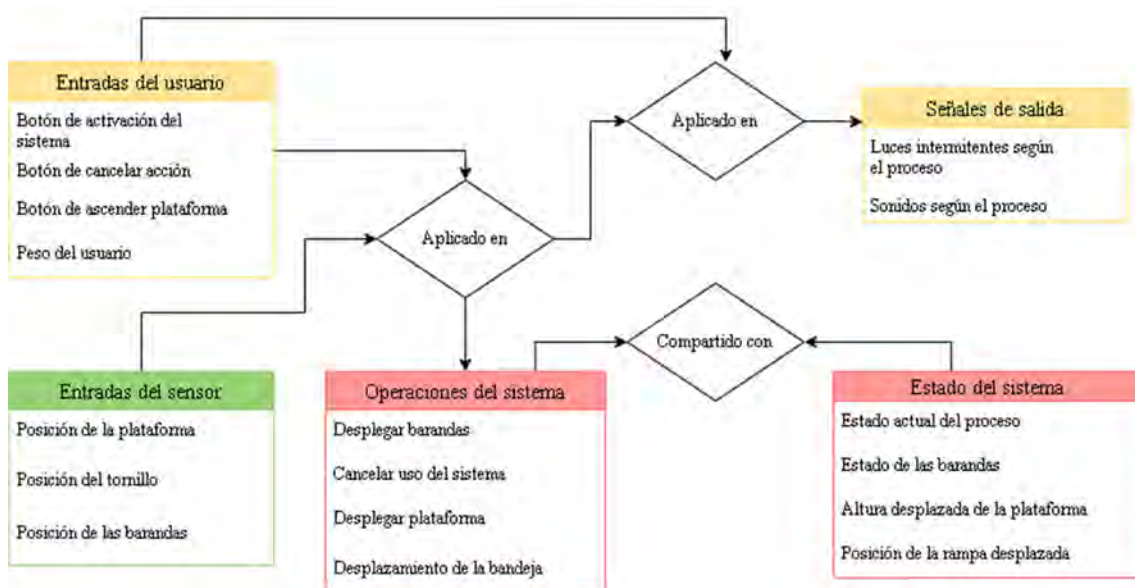 Entradas del usuario
Botón de activación del
sistema
Botón de cancelar acción
Botón de ascender plataforma
Peso del usuario
Aplicado en
Aplicado en
Señales de salida
Luces intermitentes según
el proceso
Sonidos según el proceso
Compartido con
Entradas del sensor
Posición de la plataforma
Posición del tornillo
Posición de las barandas
Operaciones del sistema
Desplegar barandas
Cancelar uso del sistema
Desplegar plataforma
Desplazamiento de la bandeja
Estado del sistema
Estado actual del proceso
Estado de las barandas
Altura desplazada de la plataforma
Posición de la rampa desplazada